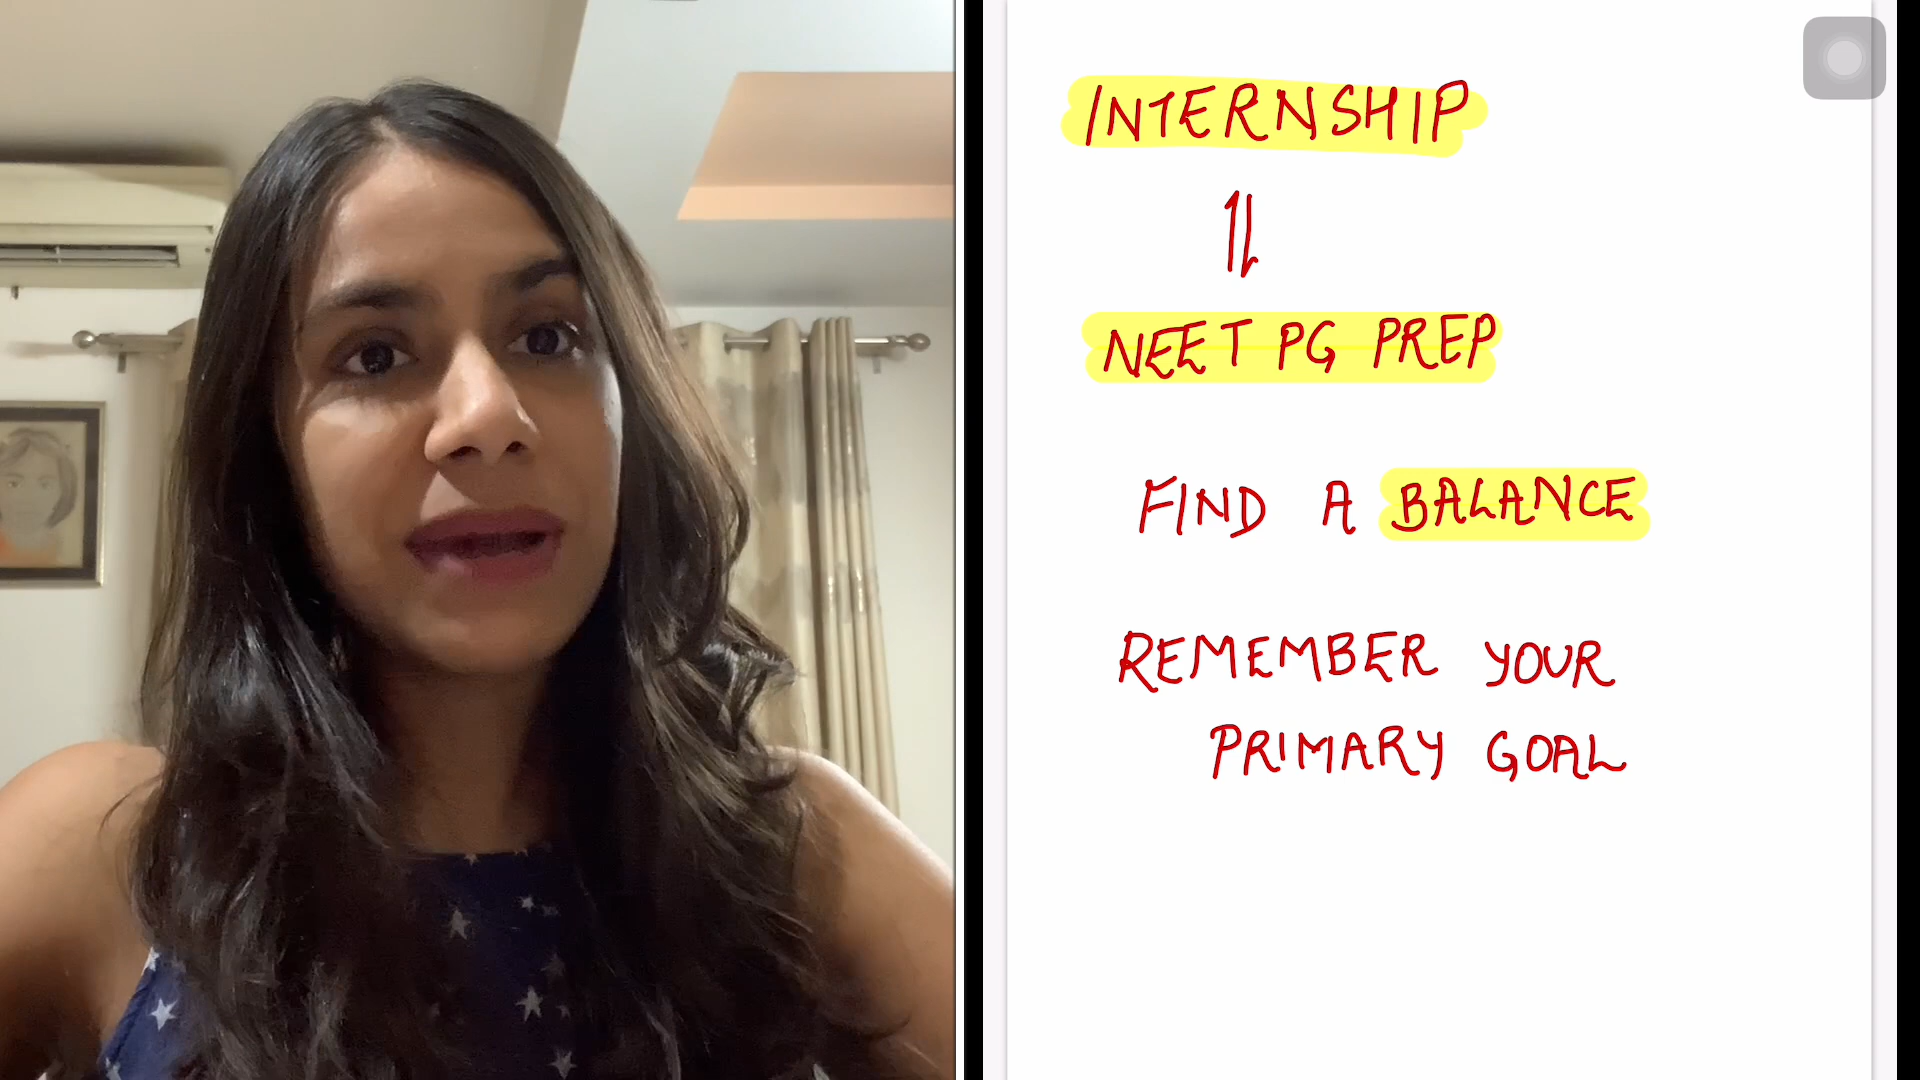 INTERNSHIP
NEET PG PREP
FIND A BALANCE
REMEMBER YOUR
PRIMARY GOAL